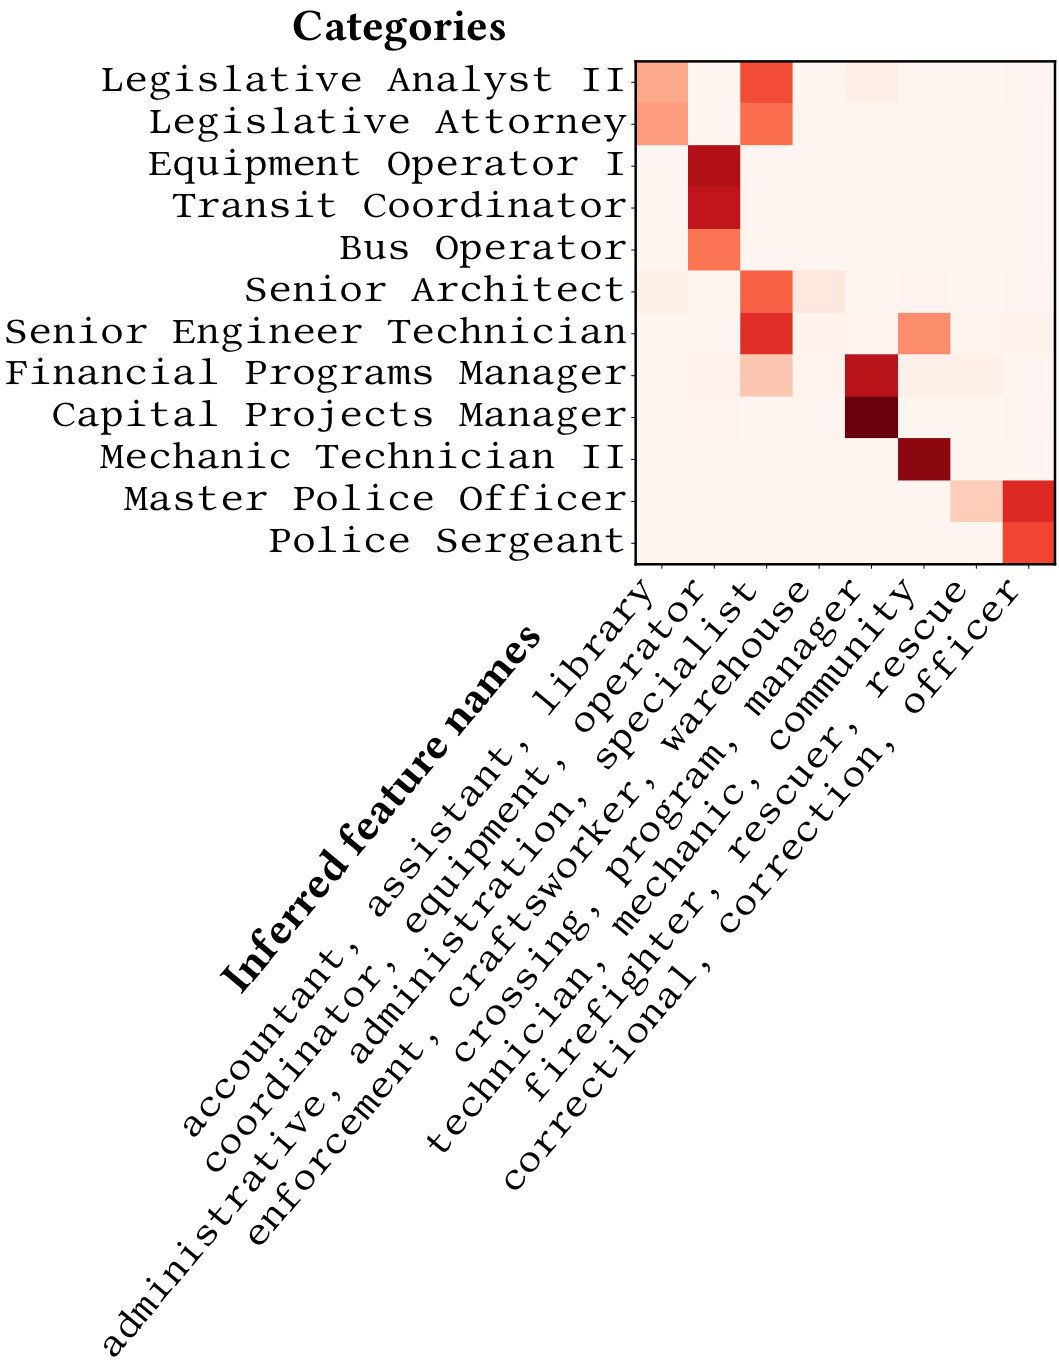 Categories
Legislative Analyst II
Legislative Attorney
Equipment Operator I
Transit Coordinator
Bus Operator
Senior Architect
Senior Engineer Technician
Financial Programs Manager
Capital Projects Manager
Mechanic Technician II
Master Police Officer
Police Sergeant
Inferred feature names
accountant, assistant, library
coordinator, equipment, operator
administrative, administration, specialist
enforcement, craftsworker, warehouse
crossing, program, manager
technician, mechanic, community
firefighter, rescuer, rescue
correctional, correction, officer